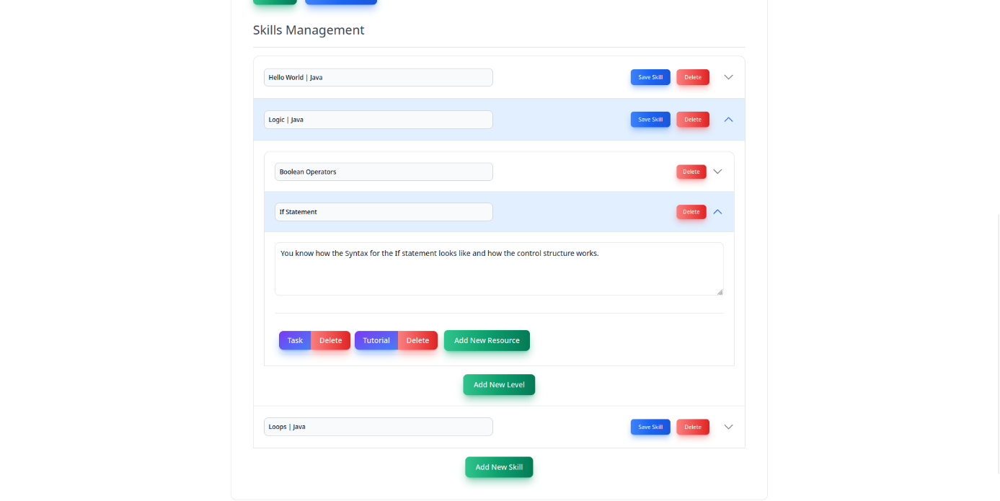 Skills Management
Hello World | Java Save Skill Delete
Logic | Java Save Skill Delete
Boolean Operators Delete
If Statement Delete
You know how the Syntax for the If statement looks like and how the control structure works.
Task Delete Tutorial Delete Add New Resource
Add New Level
Loops | Java Save Skill Delete
Add New Skill